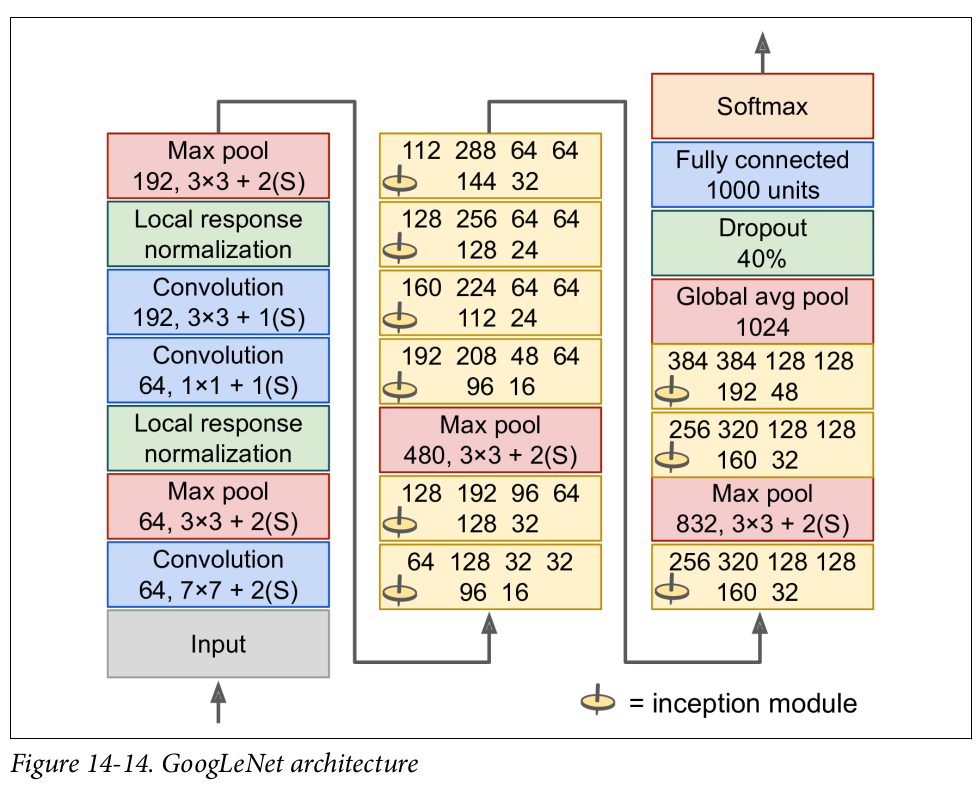 Max pool
192, 3×3 + 2(S)
Local response
normalization
Convolution
192, 3×3 + 1(S)
Convolution
64, 1×1 + 1(S)
Local response
normalization
Max pool
64, 3×3 + 2(S)
Convolution
64, 7×7 + 2(S)
Input
112 288 64 64
144 32
128 256 64 64
128 24
160 224 64 64
112 24
192 208 48 64
96 16
Max pool
480, 3×3 + 2(S)
128 192 96 64
128 32
64 128 32 32
96 16
Softmax
Fully connected
1000 units
Dropout
40%
Global avg pool
1024
384 384 128 128
192 48
256 320 128 128
160 32
Max pool
832, 3×3 + 2(S)
256 320 128 128
160 32
= inception module
Figure 14-14. GoogLeNet architecture